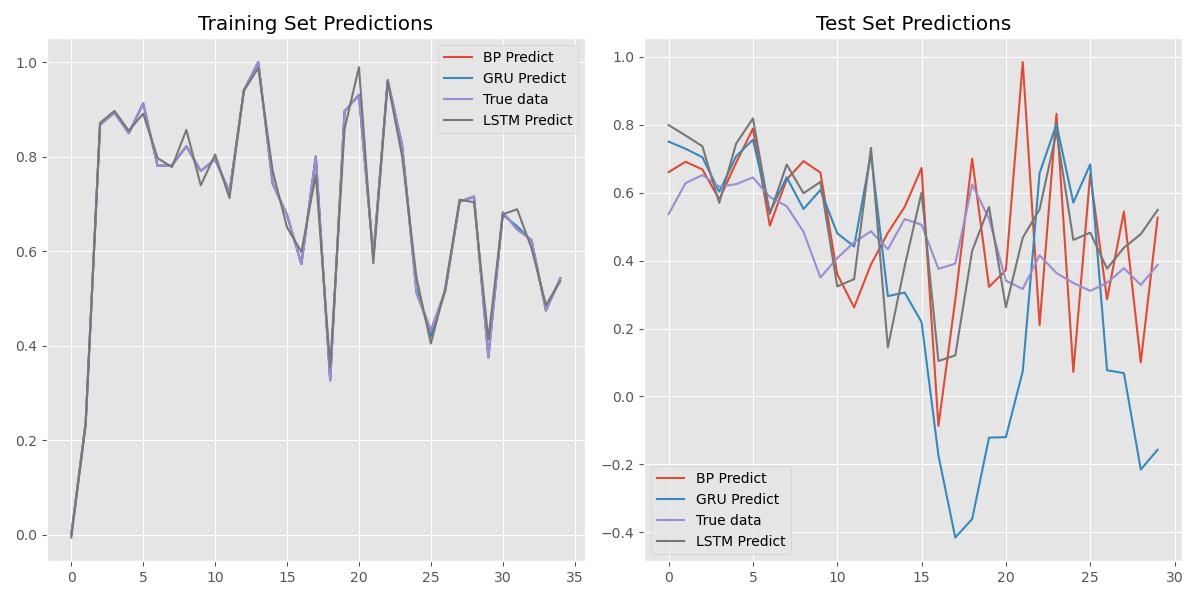 Training Set Predictions
1.0
0.8
0.6
0.4
0.2
0.0
0 5 10 15 20 25 30 35
BP Predict
GRU Predict
True data
LSTM Predict
Test Set Predictions
1.0
0.8
0.6
0.4
0.2
0.0
−0.2
−0.4
0 5 10 15 20 25 30
BP Predict
GRU Predict
True data
LSTM Predict